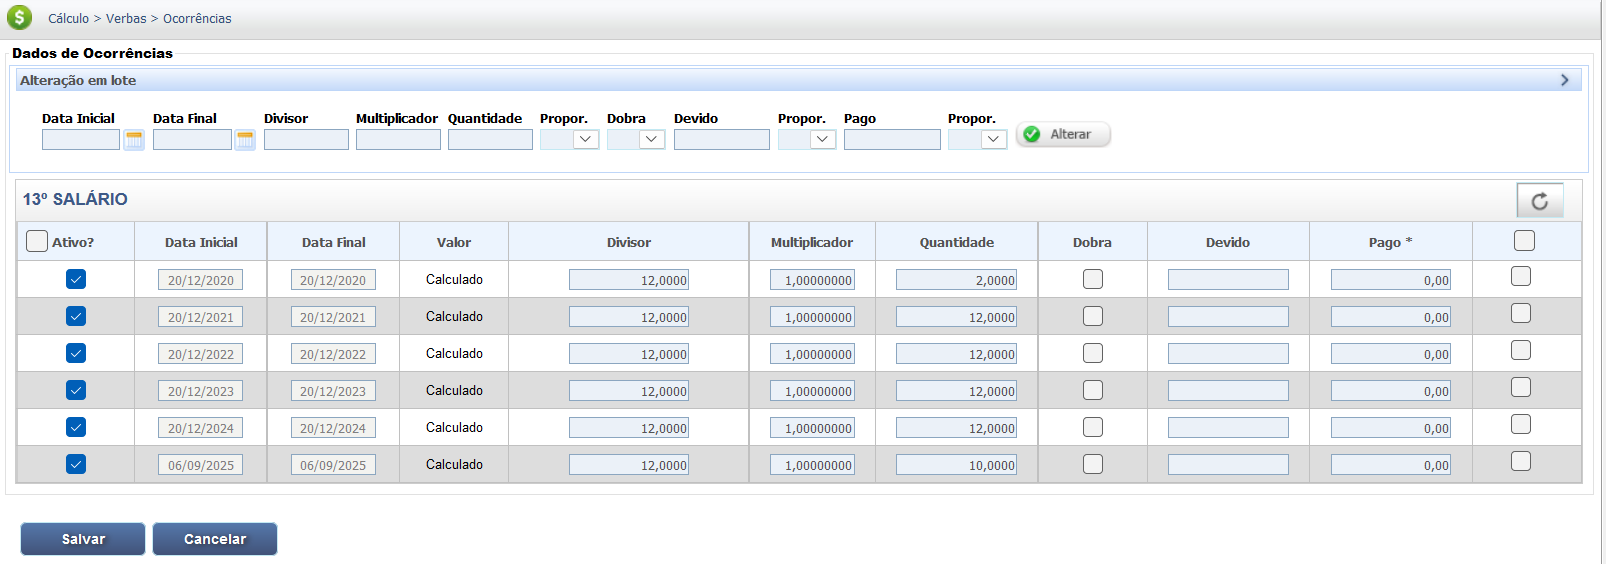 Cálculo > Verbas > Ocorrências
Dados de Ocorrências
Alteração em lote
Data Inicial Data Final Divisor Multiplicador Quantidade Propor. Dobra Devido Propor. Pago Propor.
Alterar
13º SALÁRIO
Ativo? Data Inicial Data Final Valor Divisor Multiplicador Quantidade Dobra Devido Pago *
20/12/2020 20/12/2020 Calculado 12,0000 1,00000000 2,0000 0,00
20/12/2021 20/12/2021 Calculado 12,0000 1,00000000 12,0000 0,00
20/12/2022 20/12/2022 Calculado 12,0000 1,00000000 12,0000 0,00
20/12/2023 20/12/2023 Calculado 12,0000 1,00000000 12,0000 0,00
20/12/2024 20/12/2024 Calculado 12,0000 1,00000000 12,0000 0,00
06/09/2025 06/09/2025 Calculado 12,0000 1,00000000 10,0000 0,00
Salvar Cancelar